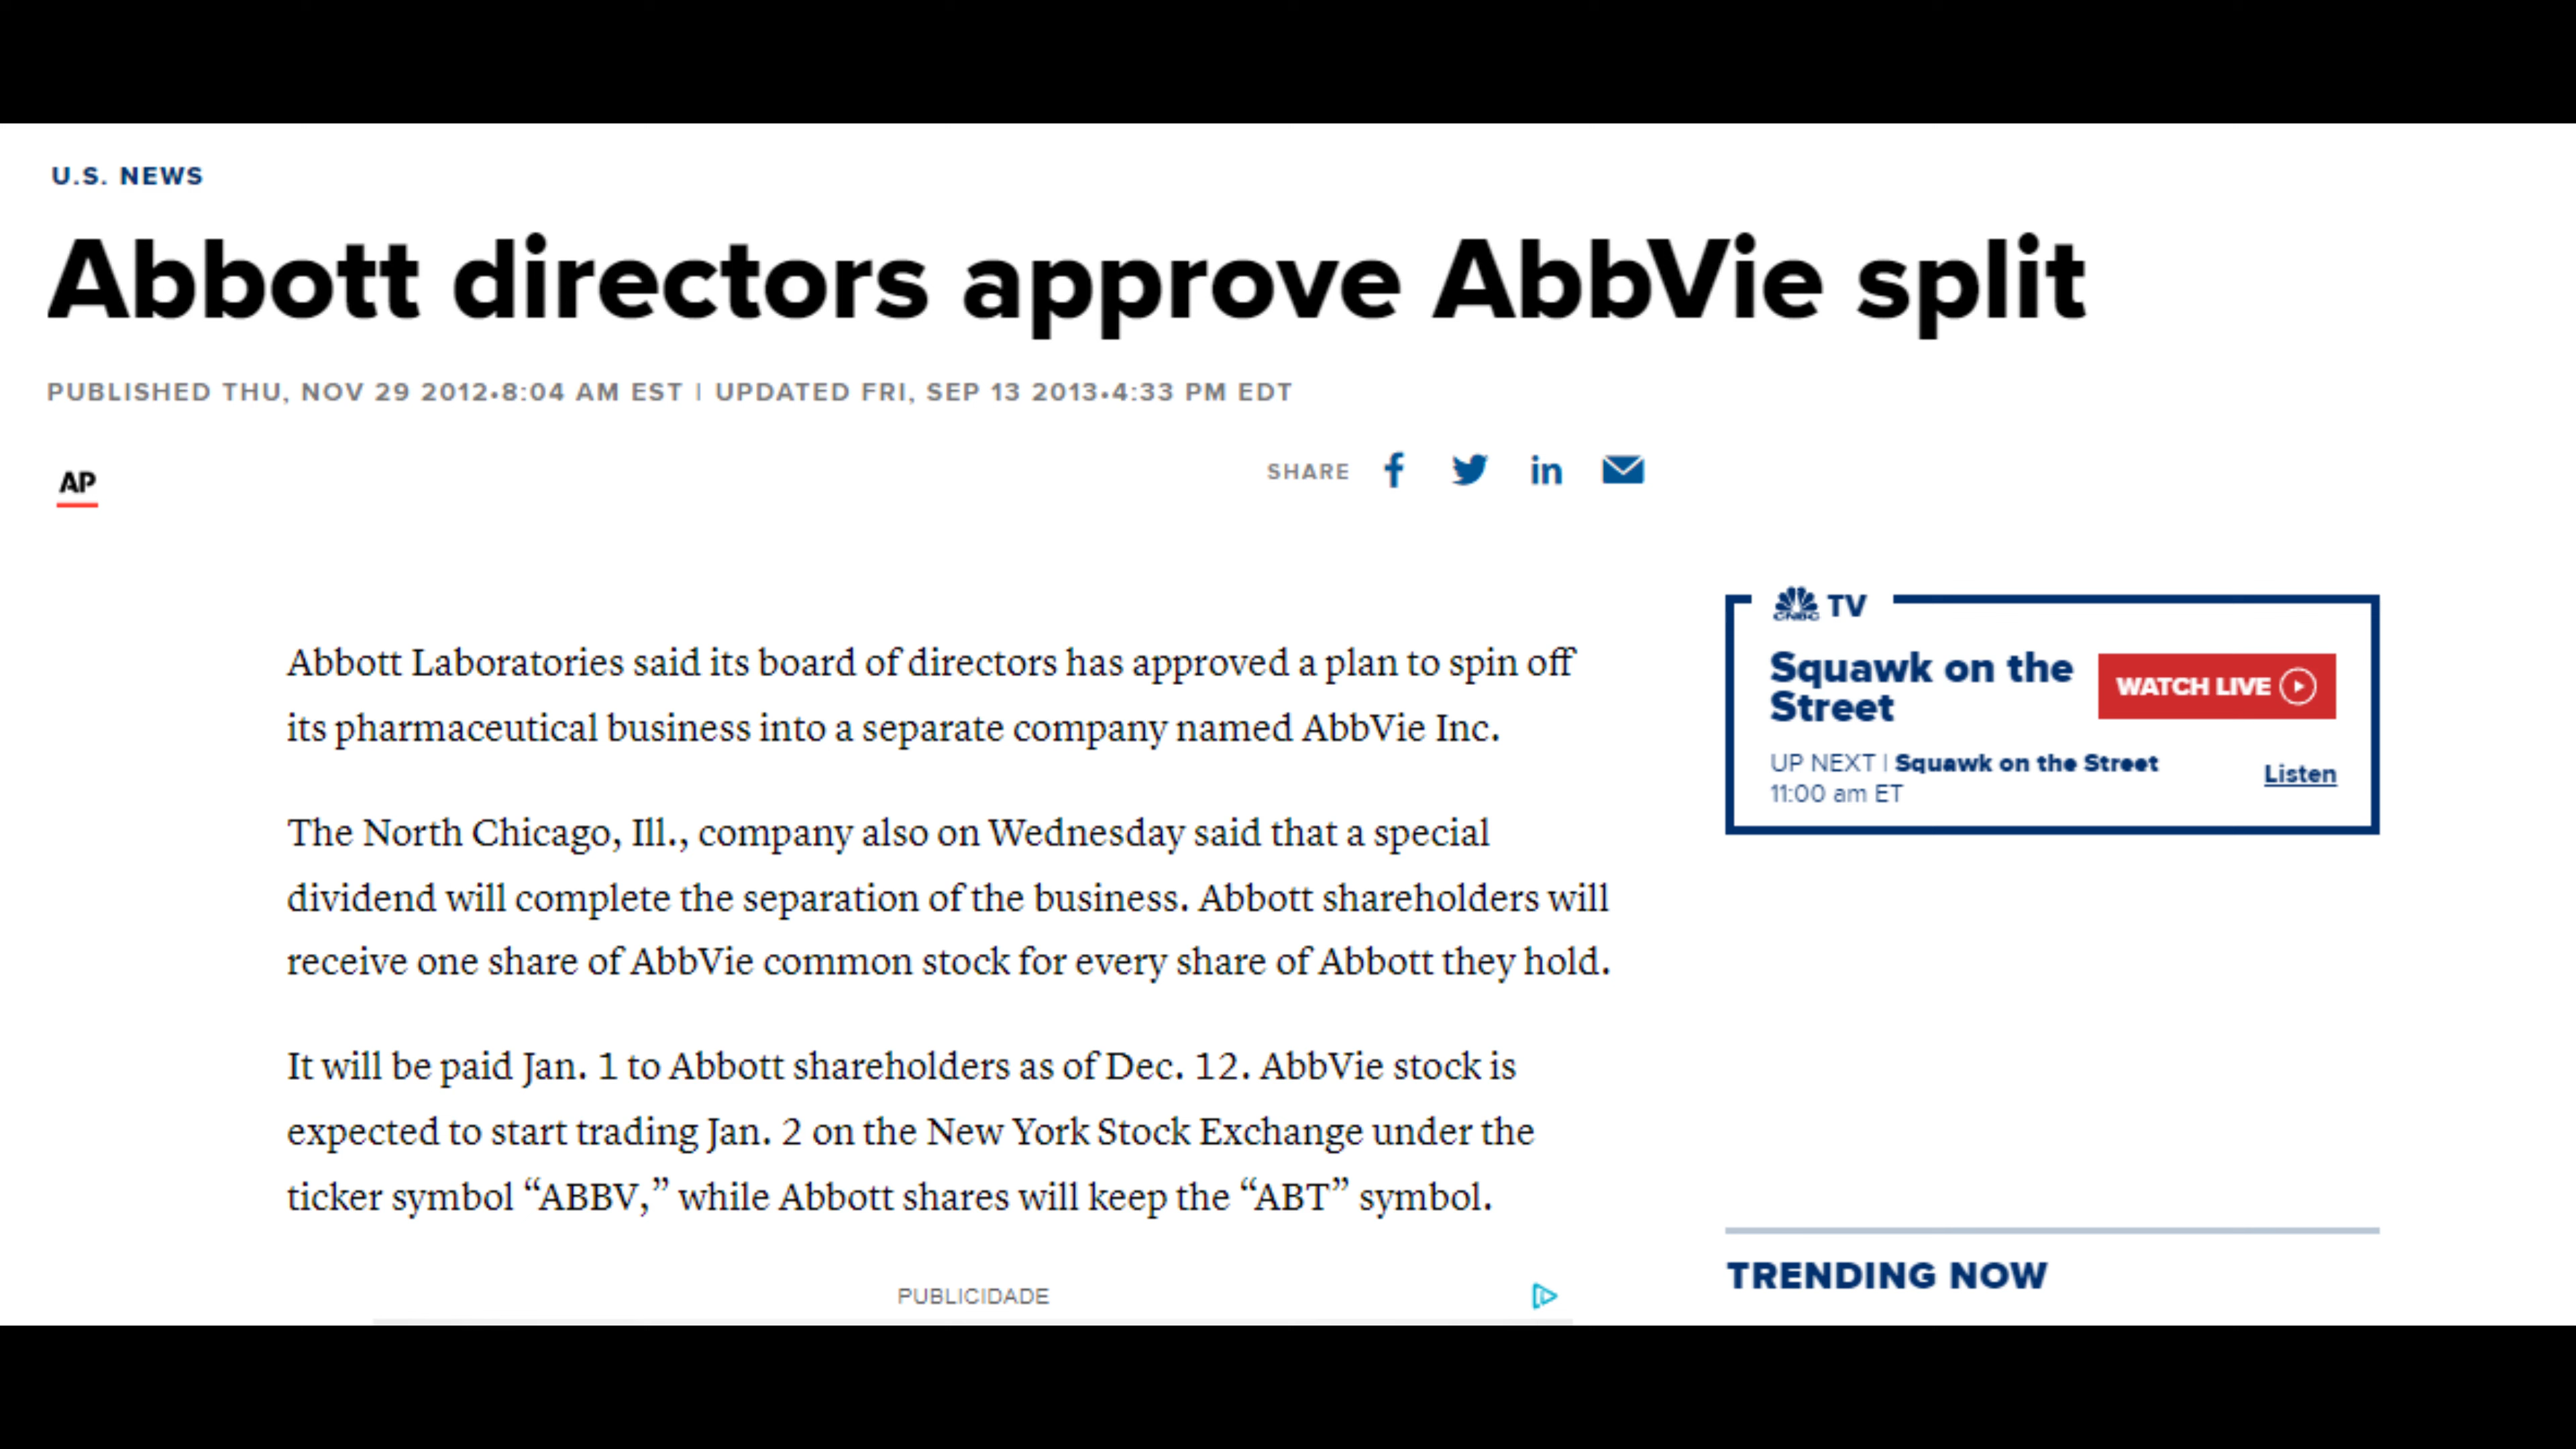 U.S. NEWS
Abbott directors approve AbbVie split
PUBLISHED THU, NOV 29 2012•8:04 AM EST | UPDATED FRI, SEP 13 2013•4:33 PM EDT
AP
SHARE
Abbott Laboratories said its board of directors has approved a plan to spin off
its pharmaceutical business into a separate company named AbbVie Inc.
The North Chicago, Ill., company also on Wednesday said that a special
dividend will complete the separation of the business. Abbott shareholders will
receive one share of AbbVie common stock for every share of Abbott they hold.
It will be paid Jan. 1 to Abbott shareholders as of Dec. 12. AbbVie stock is
expected to start trading Jan. 2 on the New York Stock Exchange under the
ticker symbol “ABBV,” while Abbott shares will keep the “ABT” symbol.
PUBLICIDADE
CNBC TV
Squawk on the
Street
WATCH LIVE
UP NEXT | Squawk on the Street
11:00 am ET
Listen
TRENDING NOW